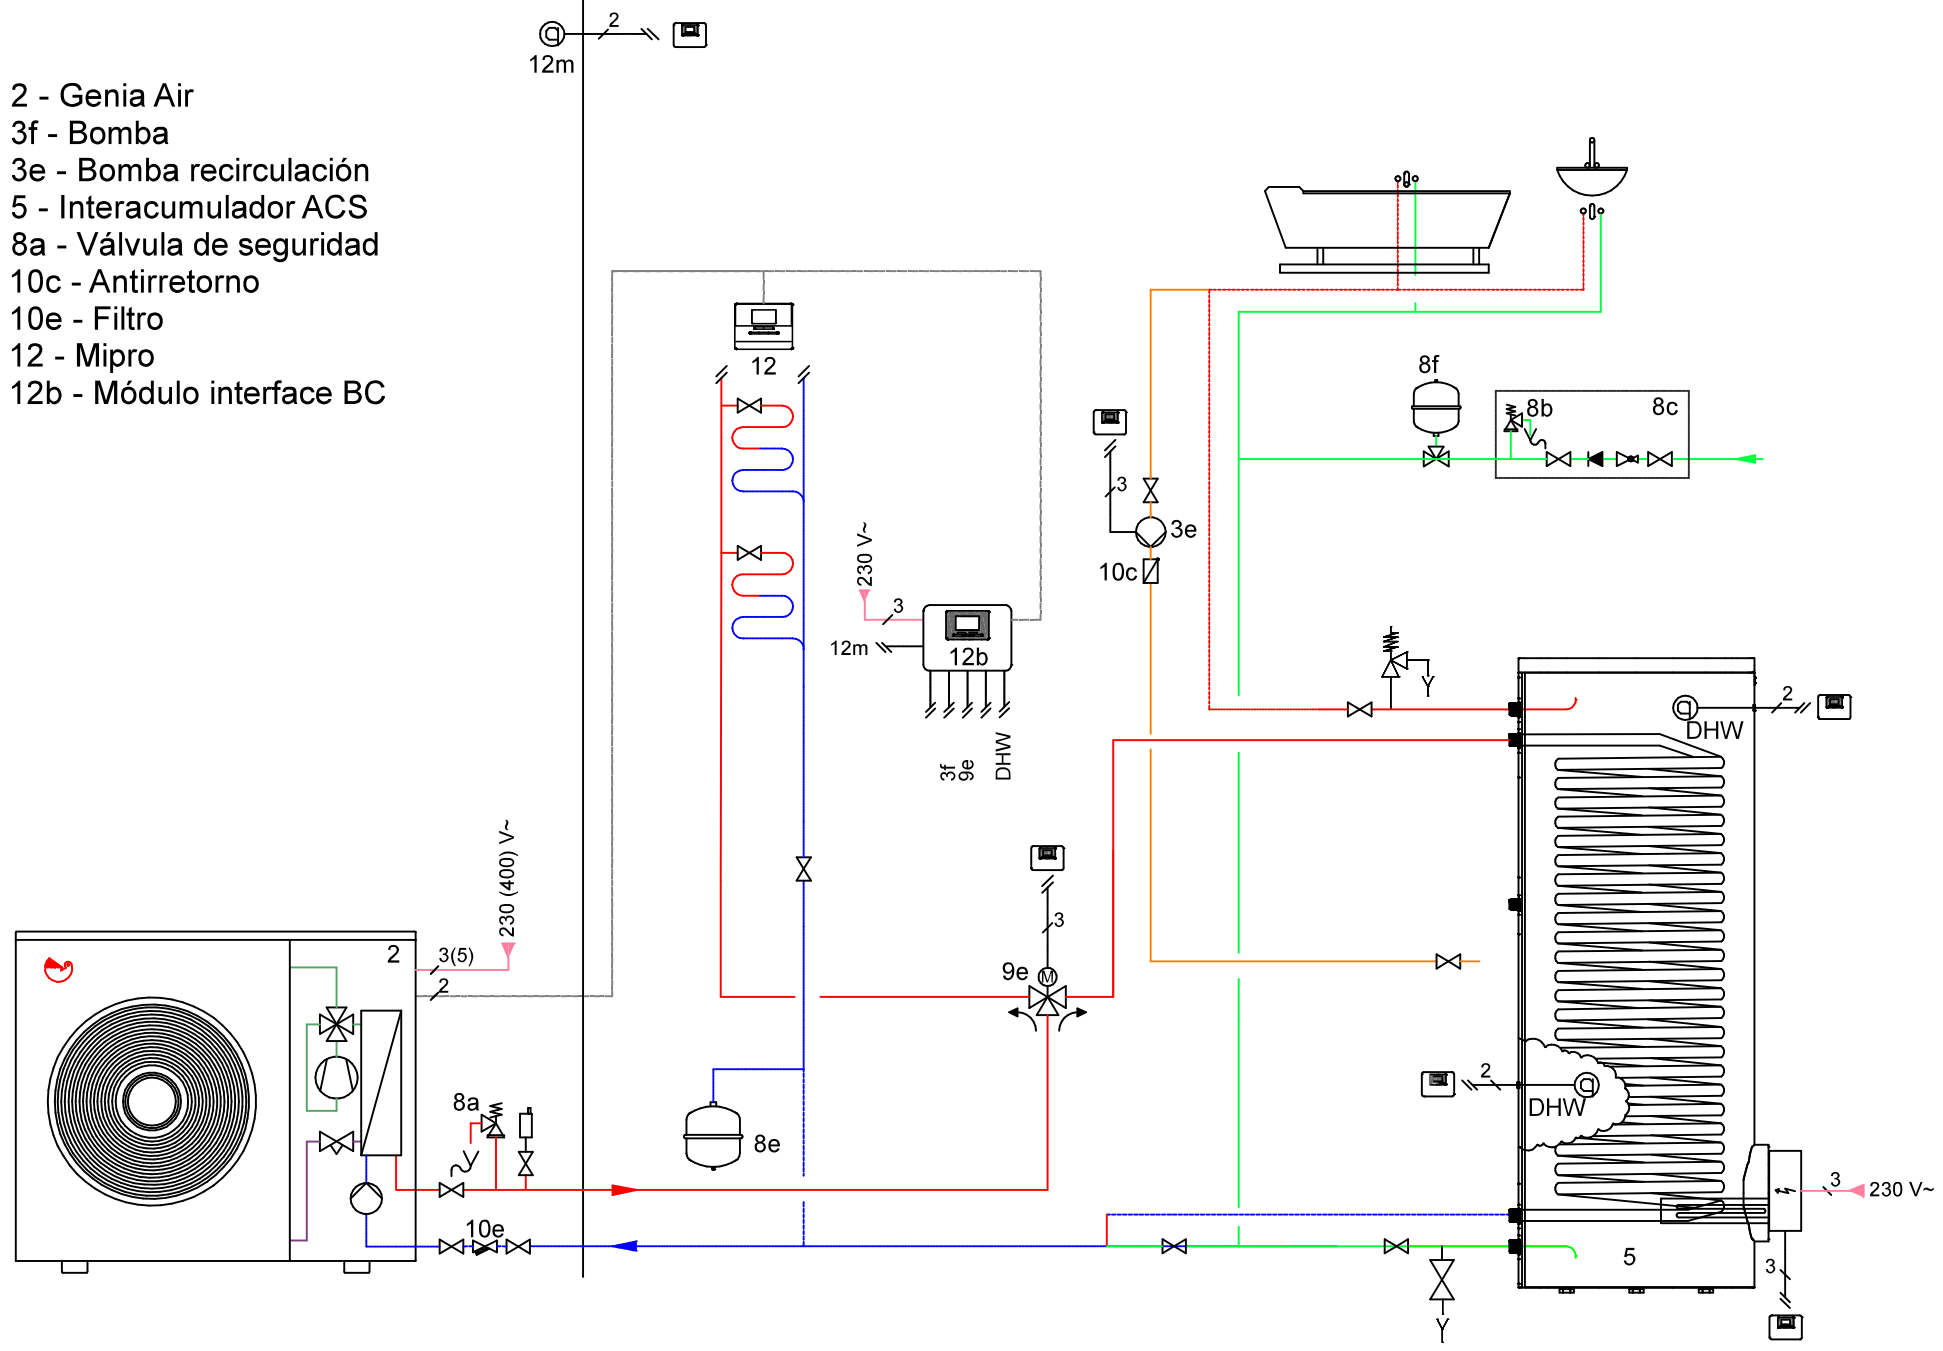 2
12m
2 - Genia Air
3f - Bomba
3e - Bomba recirculación
5 - Interacumulador ACS
8a - Válvula de seguridad
10c - Antirretorno
10e - Filtro
12 - Mipro
12b - Módulo interface BC
12
8f
8b
8c
3
3e
10c
230 V~
3
12m
12b
3f
9e
DHW
2
DHW
230 (400) V~
2
3(5)
2
3
9e
M
2
DHW
8a
8e
3
230 V~
10e
5
3